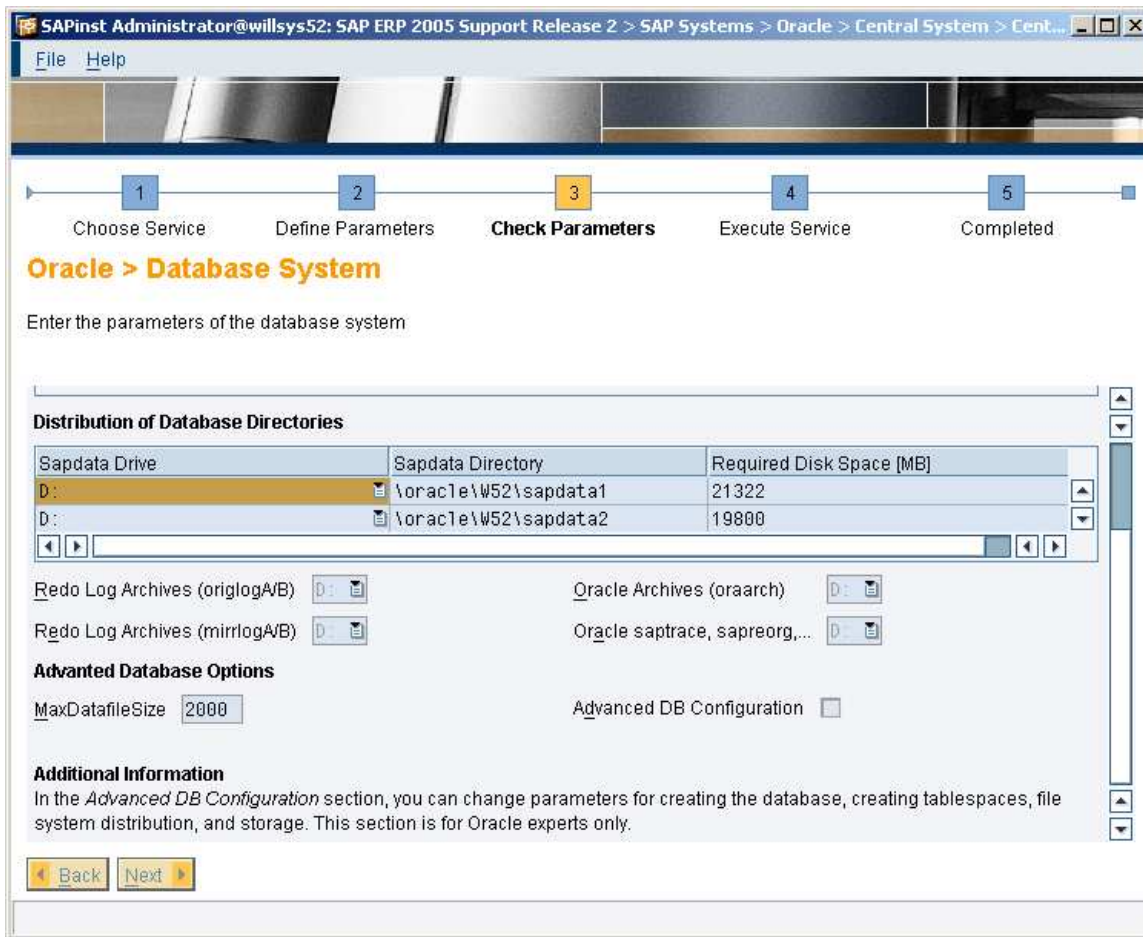 SAPinst Administrator@willsys52: SAP ERP 2005 Support Release 2 > SAP Systems > Oracle > Central System > Cent...
File Help
1 2 3 4 5
Choose Service Define Parameters Check Parameters Execute Service Completed
Oracle > Database System
Enter the parameters of the database system
Distribution of Database Directories
Sapdata Drive Sapdata Directory Required Disk Space [MB]
D: \oracle\W52\sapdata1 21322
D: \oracle\W52\sapdata2 19800
Redo Log Archives (origlogA/B) D: Oracle Archives (oraarch) D:
Redo Log Archives (mirrlogA/B) D: Oracle saptrace, sapreorg,... D:
Advanted Database Options
MaxDatafileSize 2000 Advanced DB Configuration
Additional Information
In the Advanced DB Configuration section, you can change parameters for creating the database, creating tablespaces, file
system distribution, and storage. This section is for Oracle experts only.
Back Next